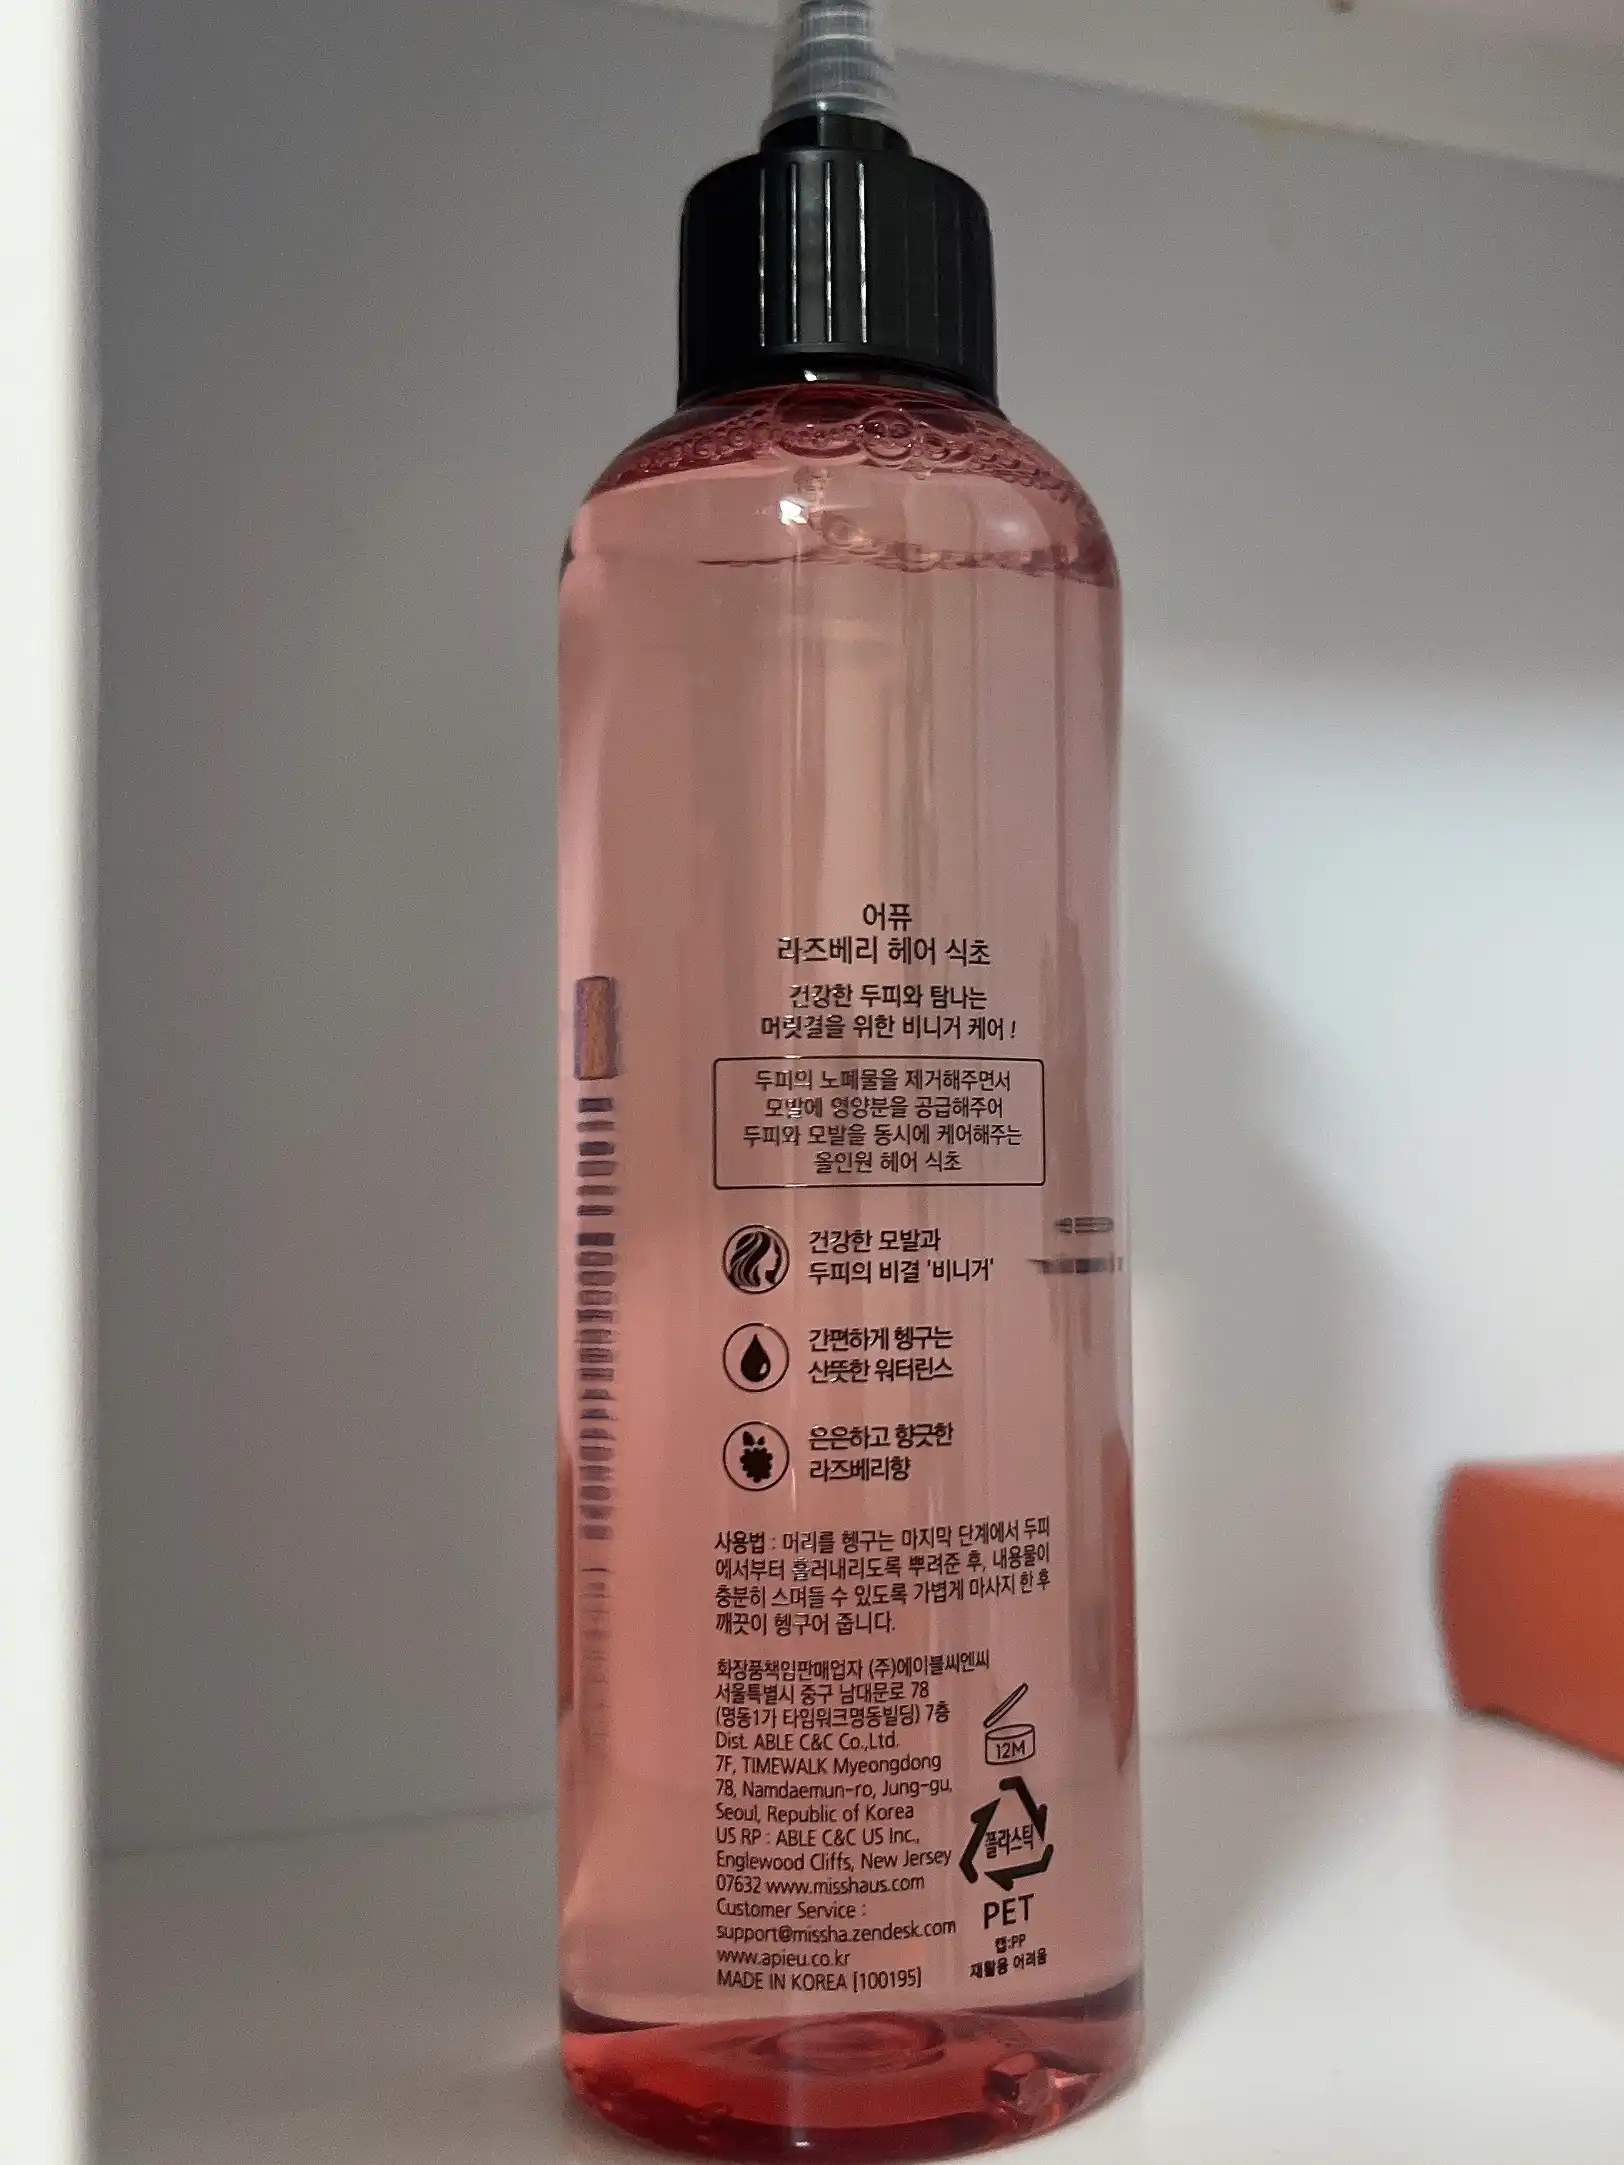 어퓨
라즈베리 헤어 식초
건강한 두피와 탐나는
머릿결을 위한 비니거 케어 !
두피의 노폐물을 제거해주면서
모발에 영양분을 공급해주어
두피와 모발을 동시에 케어해주는
올인원 헤어 식초
건강한 모발과
두피의 비결 '비니거'
간편하게 헹구는
산뜻한 워터린스
은은하고 향긋한
라즈베리향
사용법 : 머리를 헹구는 마지막 단계에서 두피
에서부터 흘러내리도록 뿌려준 후, 내용물이
충분히 스며들 수 있도록 가볍게 마사지 한 후
깨끗이 헹구어 줍니다.
화장품책임판매업자 (주)에이블씨엔씨
서울특별시 중구 남대문로 78
(명동1가 타임워크명동빌딩) 7층
Dist. ABLE C&C Co.,Ltd.
7F, TIMEWALK Myeongdong
78, Namdaemun-ro, Jung-gu,
Seoul, Republic of Korea
US RP : ABLE C&C US Inc.,
Englewood Cliffs, New Jersey
07632 www.misshaus.com
Customer Service :
support@missha.zendesk.com
www.apieu.co.kr
MADE IN KOREA [100195]
12M
플라스틱
PET
캡:PP
재활용 어려움